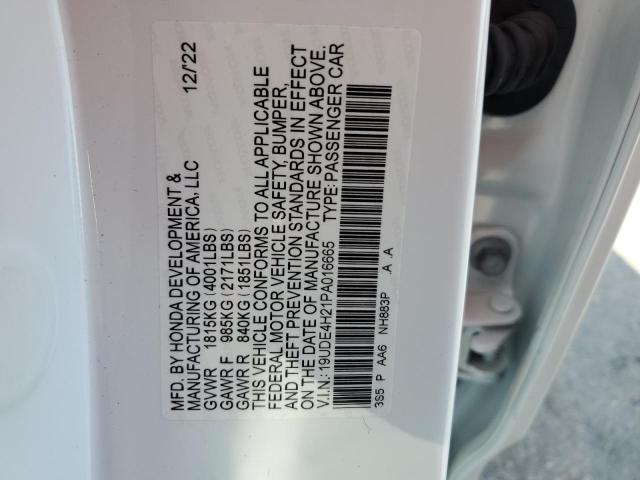 MFD. BY HONDA DEVELOPMENT & 12/'22
MANUFACTURING OF AMERICA, LLC
GVWR 1815KG (4001LBS)
GAWR F 985KG (2171LBS)
GAWR R 840KG (1851LBS)
THIS VEHICLE CONFORMS TO ALL APPLICABLE
FEDERAL MOTOR VEHICLE SAFETY, BUMPER,
AND THEFT PREVENTION STANDARDS IN EFFECT
ON THE DATE OF MANUFACTURE SHOWN ABOVE.
V.I.N.:19UDE4H21PA016665 TYPE:PASSENGER CAR
3S5 P AA6 NH883P .A .A